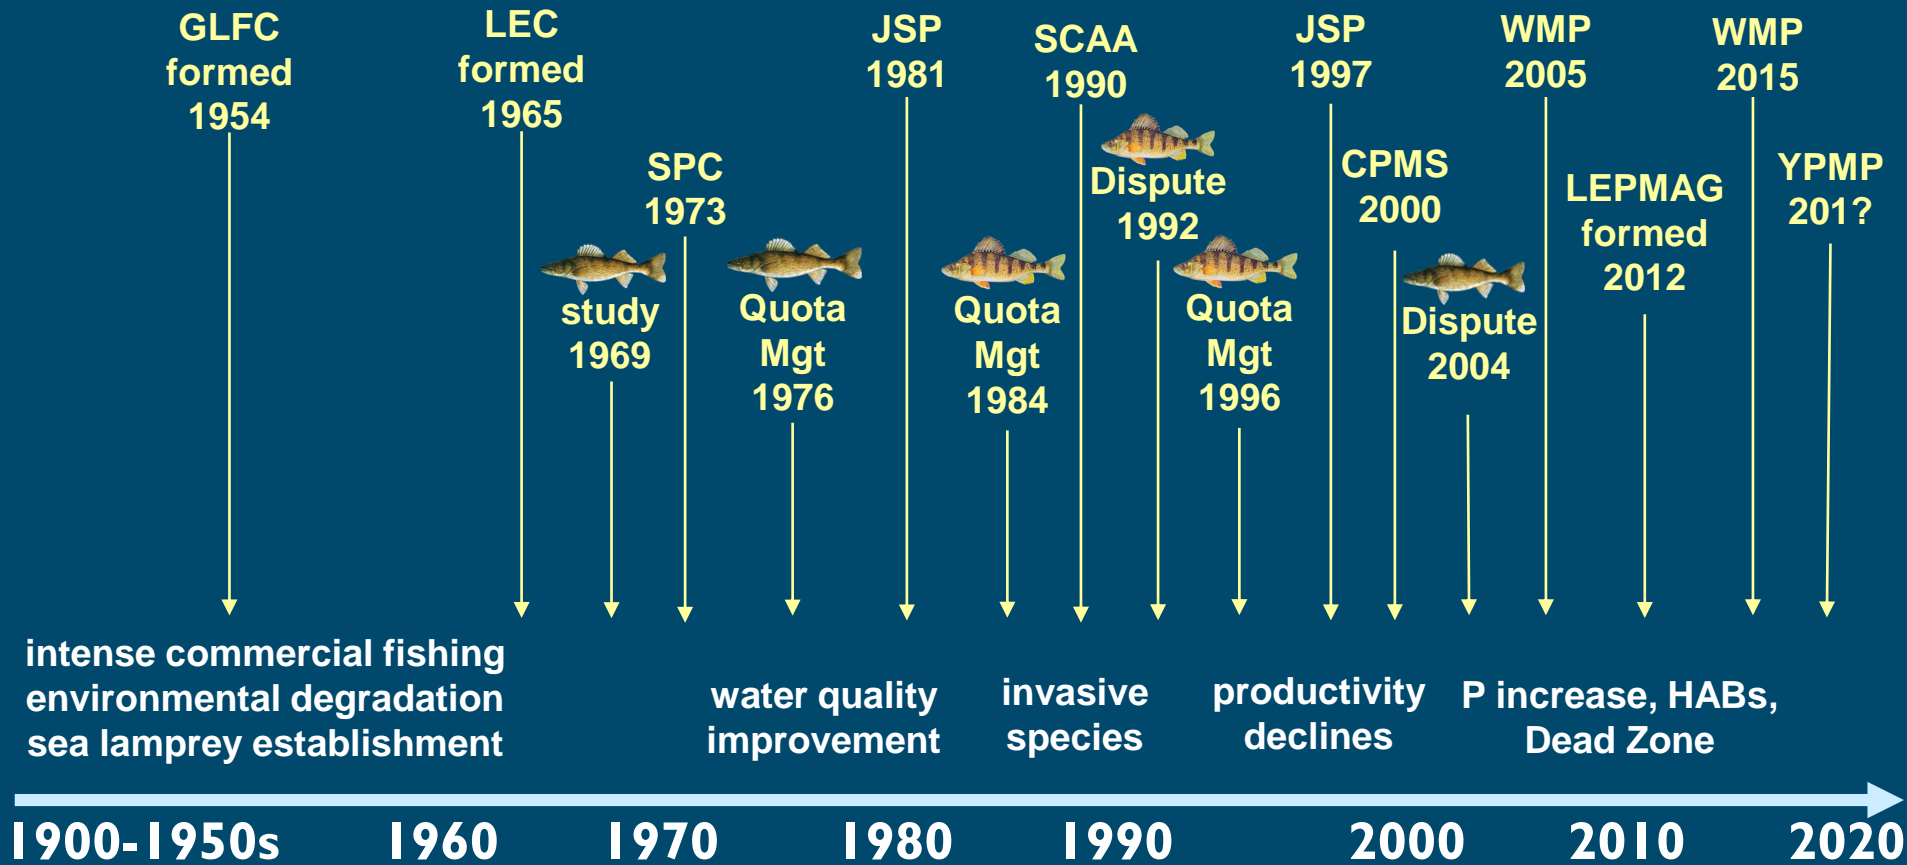 GLFC
formed
1954
LEC
formed
1965
study
1969
SPC
1973
Quota
Mgt
1976
JSP
1981
Quota
Mgt
1984
SCAA
1990
Dispute
1992
Quota
Mgt
1996
JSP
1997
CPMS
2000
Dispute
2004
WMP
2005
LEPMAG
formed
2012
WMP
2015
YPMP
201?
intense commercial fishing
environmental degradation
sea lamprey establishment
water quality
improvement
invasive
species
productivity
declines
P increase, HABs,
Dead Zone
1900-1950s 1960 1970 1980 1990 2000 2010 2020